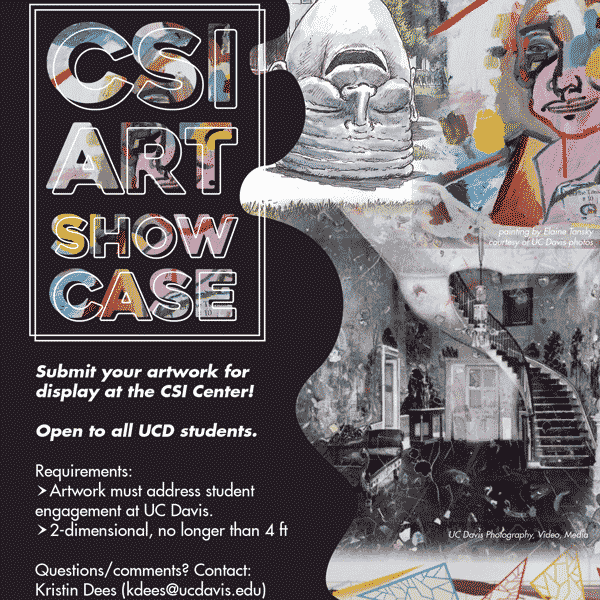 CSI
ART
SHOW
CASE
painting by Elaine Tansky
courtesy of UC Davis photos
Submit your artwork for
display at the CSI Center!
Open to all UCD students.
Requirements:
➤Artwork must address student
engagement at UC Davis.
➤2-dimensional, no longer than 4 ft
UC Davis Photography, Video, Media
Questions/comments? Contact:
Kristin Dees (kdees@ucdavis.edu)